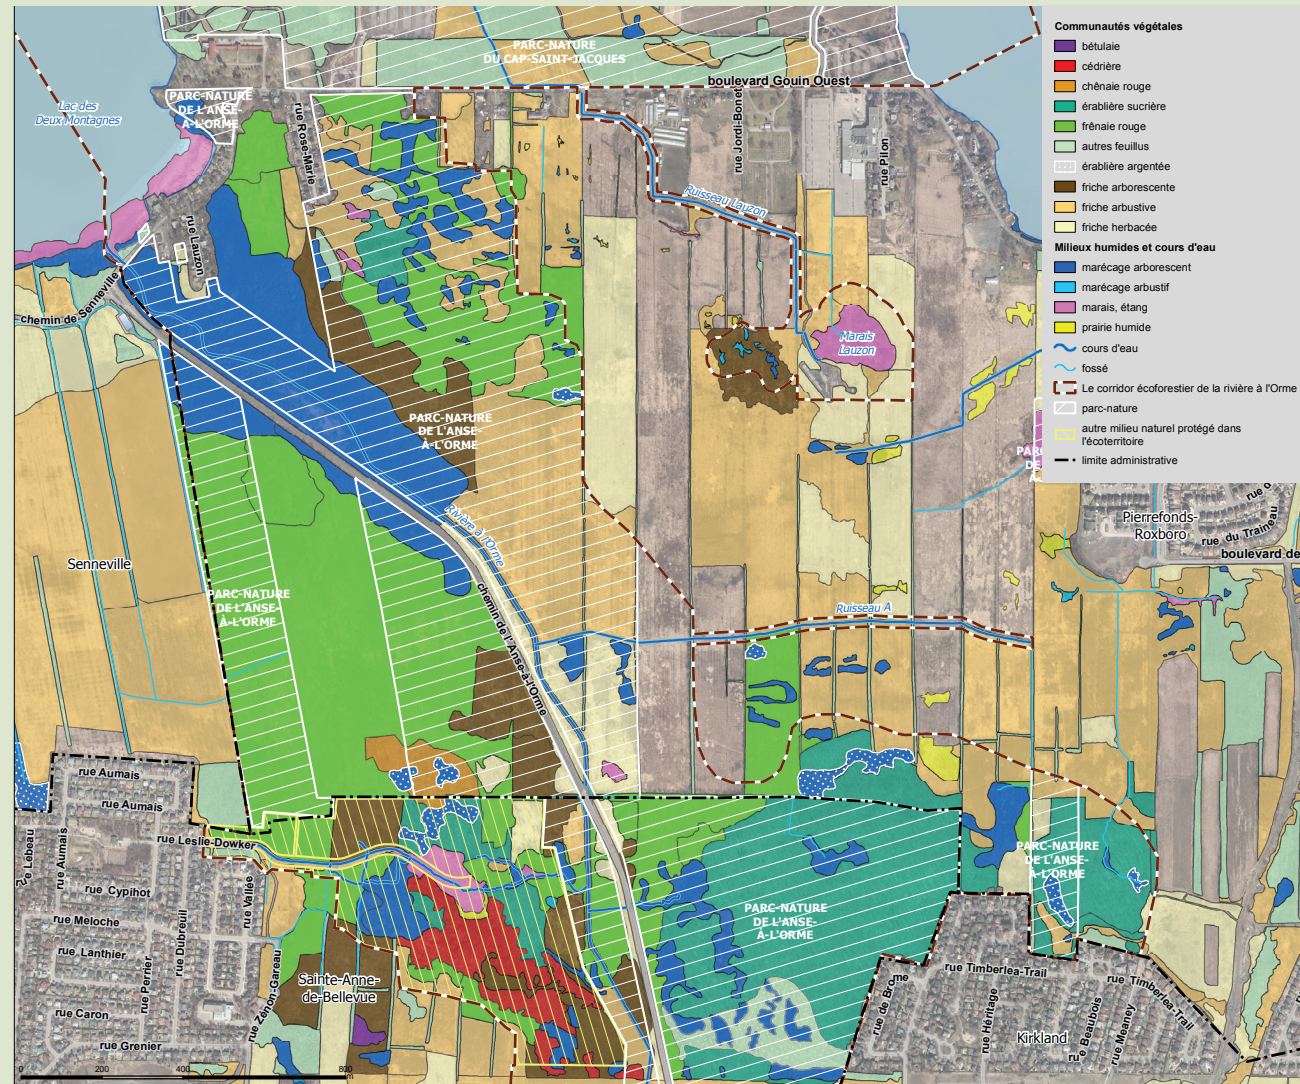 Communautés végétales
bétulaie
cédrière
chênaie rouge
érablière sucrière
frênaie rouge
autres feuillus
érablière argentée
friche arborescente
friche arbustive
friche herbacée
Milieux humides et cours d'eau
marécage arborescent
marécage arbustif
marais, étang
prairie humide
cours d'eau
fossé
Le corridor écoforestier de la rivière à l'Orme
parc-nature
autre milieu naturel protégé dans
l'écoterritoire
limite administrative
PARC-NATURE
DU CAP-SAINT-JACQUES
boulevard Gouin Ouest
Lac des
Deux Montagnes
PARC-NATURE
DE L'ANSE-
À-L'ORME
rue Rose-Marie
rue Jordi-Bonet
rue Pilon
Ruisseau Lauzon
rue Lauzon
chemin de Senneville
Marais
Lauzon
PARC-NATURE
DE L'ANSE-
À-L'ORME
PARC
DE
À-
Rivière à l'Orme
Pierrefonds-
Roxboro
rue du Traîneau
boulevard de
Senneville
PARC-NATURE
DE L'ANSE-
À-L'ORME
chemin de l'Anse-à-l'Orme
Ruisseau A
rue Aumais
rue Aumais
rue Leslie-Dowker
rue Lebeau
rue Aumais
rue Cypihot
rue Vallée
rue Meloche
rue Dubreuil
rue Lanthier
rue Perrier
rue Caron
rue Grenier
rue Zénon-Gareau
Sainte-Anne-
de-Bellevue
PARC-NATURE
DE L'ANSE-
À-L'ORME
PARC-NATURE
DE L'ANSE-
À-L'ORME
rue de Brome
rue Timberlea-Trail
rue Timberlea-Trail
rue Héritage
Kirkland
rue Beaubois
rue Meaney
0 200 400 800
m